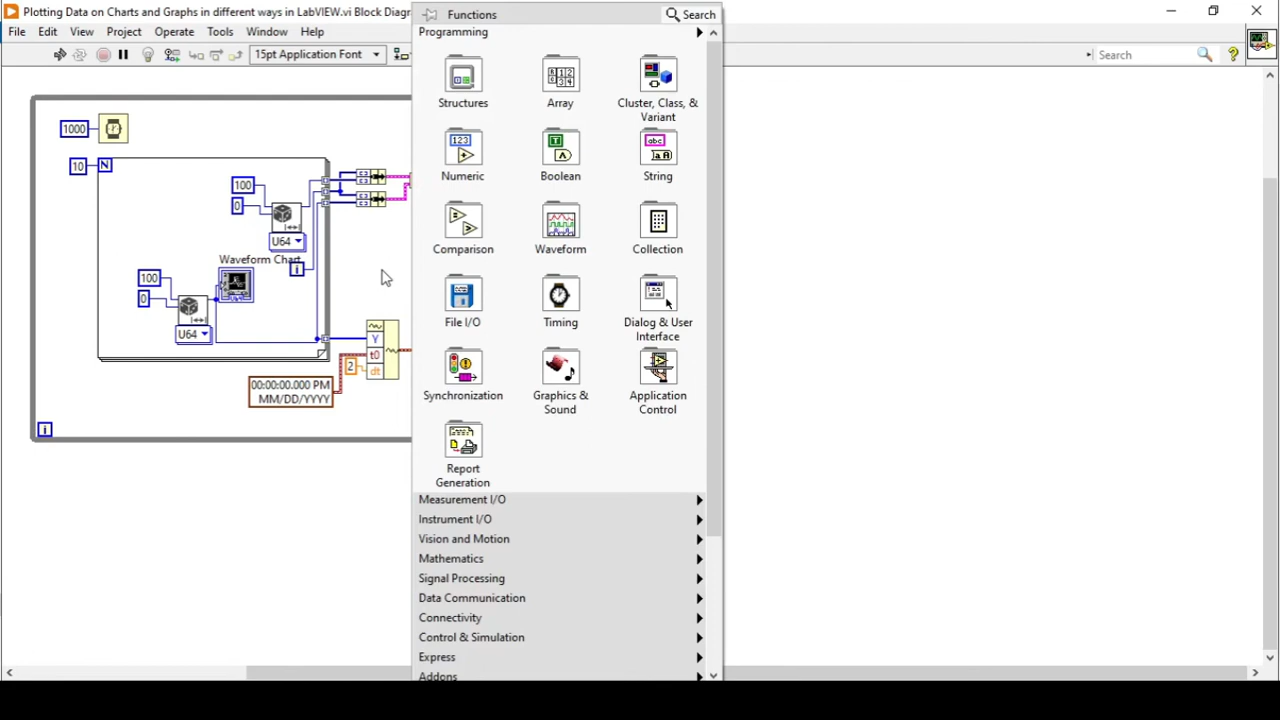 Plotting Data on Charts and Graphs in different ways in LabVIEW.vi Block Diagra
File Edit View Project Operate Tools Window Help
15pt Application Font
Search
?
Functions
Search
Programming
Structures
Array
Cluster, Class, & Variant
Numeric
Boolean
String
Comparison
Waveform
Collection
File I/O
Timing
Dialog & User Interface
Synchronization
Graphics & Sound
Application Control
Report Generation
Measurement I/O
Instrument I/O
Vision and Motion
Mathematics
Signal Processing
Data Communication
Connectivity
Control & Simulation
Express
Addons
1000
10
N
100
0
U64
Waveform Chart
i
100
0
U64
Y
t0
2
dt
00:00:00.000 PM
MM/DD/YYYY
i